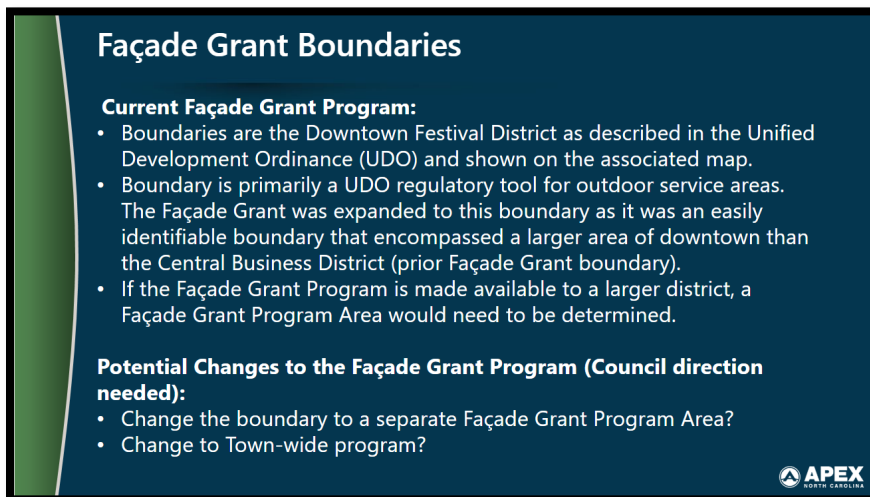 Façade Grant Boundaries
Current Façade Grant Program:
• Boundaries are the Downtown Festival District as described in the Unified
Development Ordinance (UDO) and shown on the associated map.
• Boundary is primarily a UDO regulatory tool for outdoor service areas.
The Façade Grant was expanded to this boundary as it was an easily
identifiable boundary that encompassed a larger area of downtown than
the Central Business District (prior Façade Grant boundary).
• If the Façade Grant Program is made available to a larger district, a
Façade Grant Program Area would need to be determined.
Potential Changes to the Façade Grant Program (Council direction
needed):
• Change the boundary to a separate Façade Grant Program Area?
• Change to Town-wide program?
APEX
NORTH CAROLINA